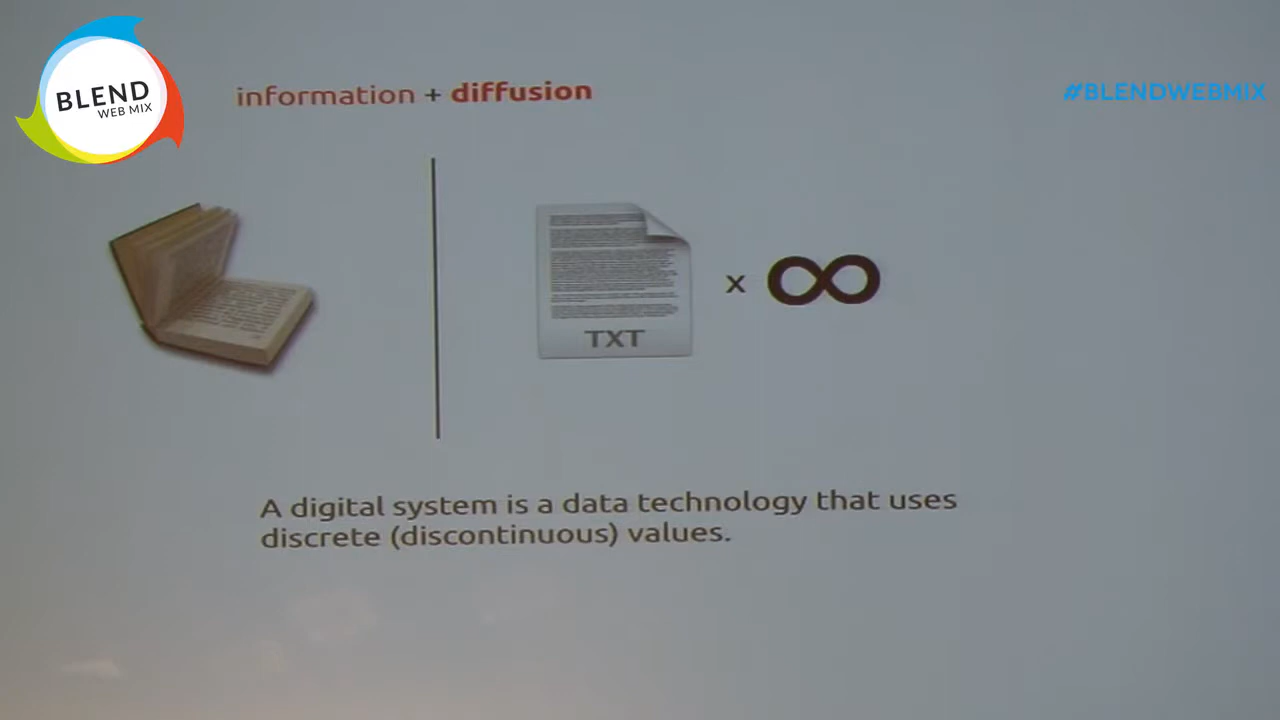 BLEND
WEB MIX
information + diffusion
#BLENDWEBMIX
TXT
x ∞
A digital system is a data technology that uses
discrete (discontinuous) values.